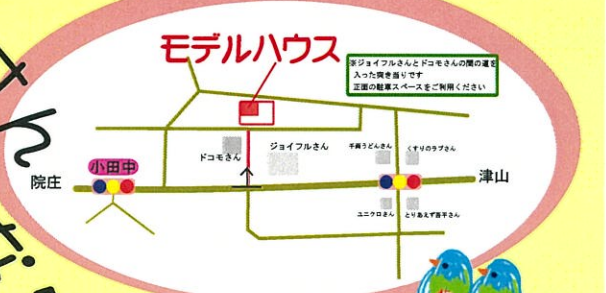 モデルハウス
※ジョイフルさんとドコモさんの間の道を
入った突き当りです
正面の駐車スペースをご利用ください
ドコモさん
ジョイフルさん
千両うどんさん
くすりのラブさん
小田中
院庄
津山
ユニクロさん
とりあえず吾平さん
ん